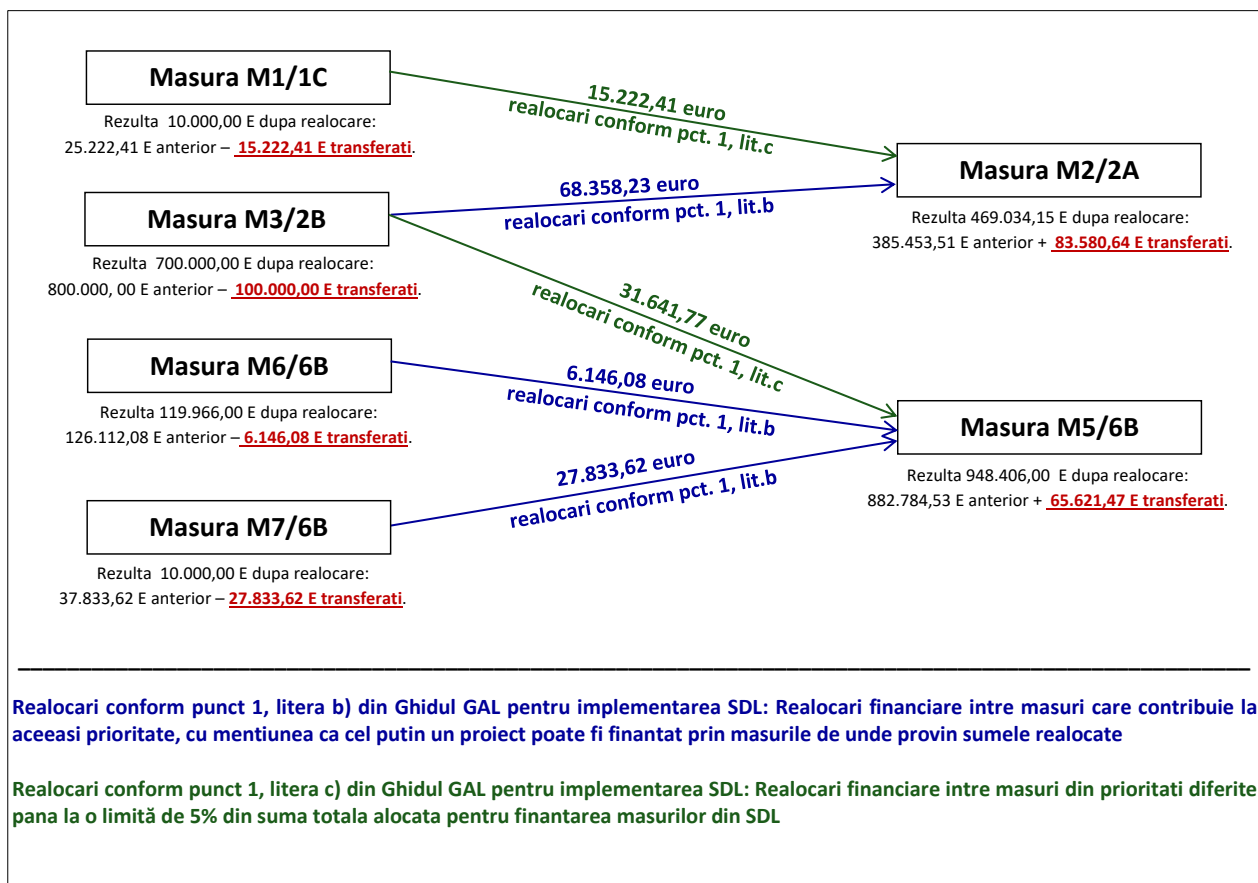 Masura M1/1C
Rezulta 10.000,00 E dupa realocare:
25.222,41 E anterior – 15.222,41 E transferati.
15.222,41 euro
realocari conform pct. 1, lit.c
Masura M2/2A
Rezulta 469.034,15 E dupa realocare:
385.453,51 E anterior + 83.580,64 E transferati.
Masura M3/2B
Rezulta 700.000,00 E dupa realocare:
800.000, 00 E anterior – 100.000,00 E transferati.
68.358,23 euro
realocari conform pct. 1, lit.b
31.641,77 euro
realocari conform pct. 1, lit.c
Masura M6/6B
Rezulta 119.966,00 E dupa realocare:
126.112,08 E anterior – 6.146,08 E transferati.
6.146,08 euro
realocari conform pct. 1, lit.b
Masura M5/6B
Rezulta 948.406,00 E dupa realocare:
882.784,53 E anterior + 65.621,47 E transferati.
27.833,62 euro
realocari conform pct. 1, lit.b
Masura M7/6B
Rezulta 10.000,00 E dupa realocare:
37.833,62 E anterior – 27.833,62 E transferati.
Realocari conform punct 1, litera b) din Ghidul GAL pentru implementarea SDL: Realocari financiare intre masuri care contribuie la
aceeasi prioritate, cu mentiunea ca cel putin un proiect poate fi finantat prin masurile de unde provin sumele realocate
Realocari conform punct 1, litera c) din Ghidul GAL pentru implementarea SDL: Realocari financiare intre masuri din prioritati diferite
pana la o limită de 5% din suma totala alocata pentru finantarea masurilor din SDL